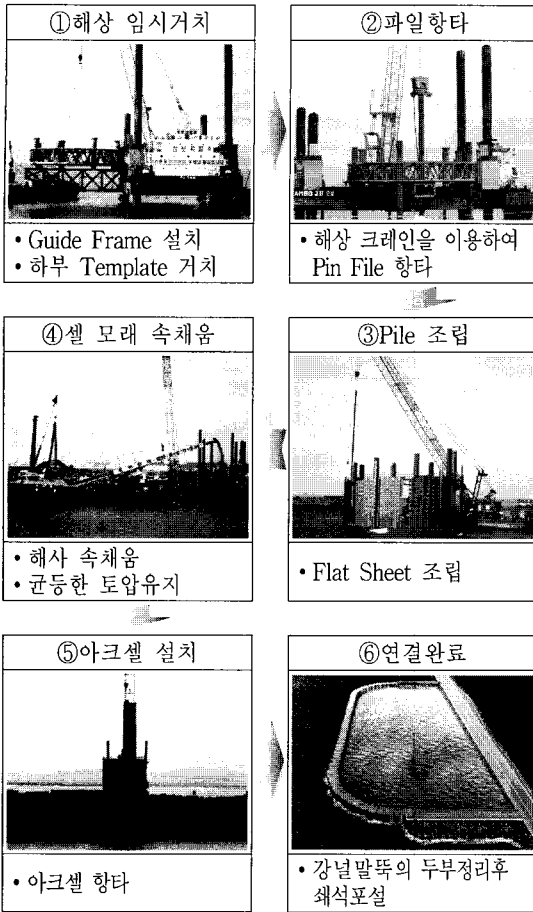 ①해상 임시거치
• Guide Frame 설치
• 하부 Template 거치
②파일항타
• 해상 크레인을 이용하여
Pin File 항타
③Pile 조립
• Flat Sheet 조립
④셀 모래 속채움
• 해사 속채움
• 균등한 토압유지
⑤아크셀 설치
• 아크셀 항타
⑥연결완료
• 강널말뚝의 두부정리후
쇄석포설